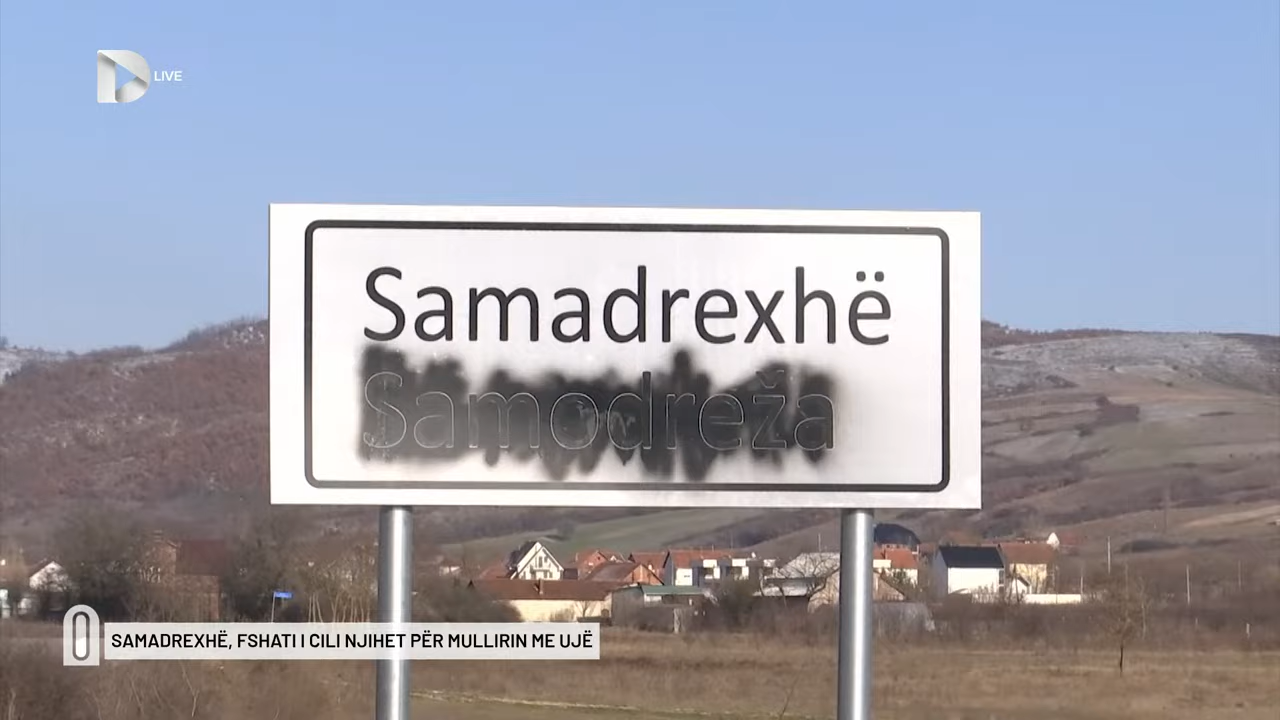 LIVE
Samadrexhë
Samodreža
SAMADREXHË, FSHATI I CILI NJIHET PËR MULLIRIN ME UJË